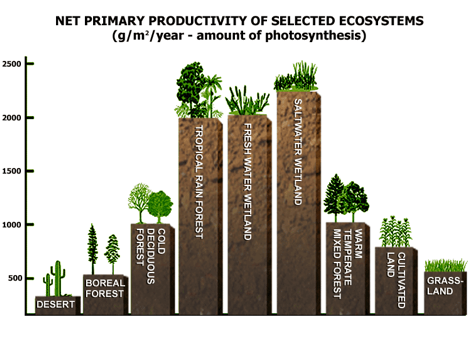 NET PRIMARY PRODUCTIVITY OF SELECTED ECOSYSTEMS
(g/m²/year - amount of photosynthesis)
2500
2000
1500
1000
500
DESERT
BOREAL
FOREST
COLD
DECIDUOUS
FOREST
TROPICAL RAIN FOREST
FRESH WATER WETLAND
SALTWATER WETLAND
WARM
TEMPERATE
MIXED FOREST
CULTIVATED
LAND
GRASS-
LAND